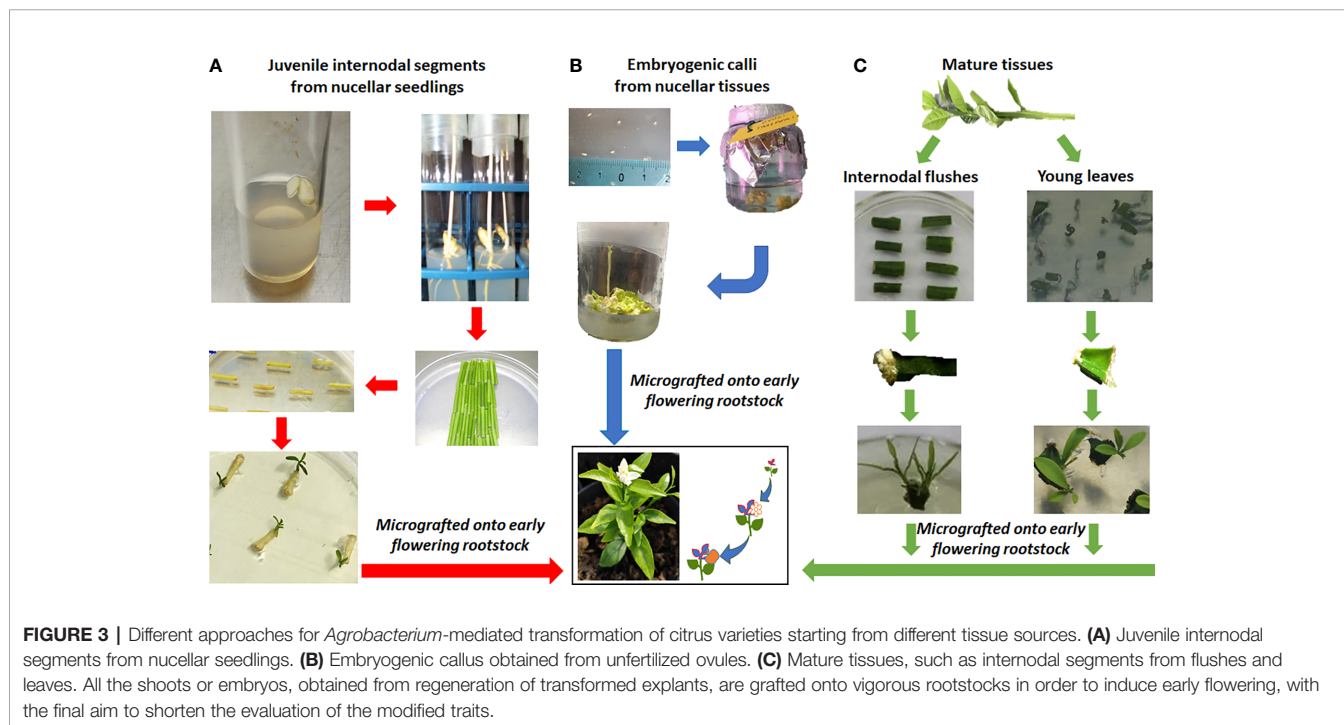 A
Juvenile internodal segments
from nucellar seedlings
B
Embryogenic calli
from nucellar tissues
C
Mature tissues
2 1 0 1 2
Internodal flushes
Young leaves
Micrografted onto early
flowering rootstock
Micrografted onto early
flowering rootstock
Micrografted onto early
flowering rootstock
FIGURE 3 | Different approaches for Agrobacterium-mediated transformation of citrus varieties starting from different tissue sources. (A) Juvenile internodal
segments from nucellar seedlings. (B) Embryogenic callus obtained from unfertilized ovules. (C) Mature tissues, such as internodal segments from flushes and
leaves. All the shoots or embryos, obtained from regeneration of transformed explants, are grafted onto vigorous rootstocks in order to induce early flowering, with
the final aim to shorten the evaluation of the modified traits.